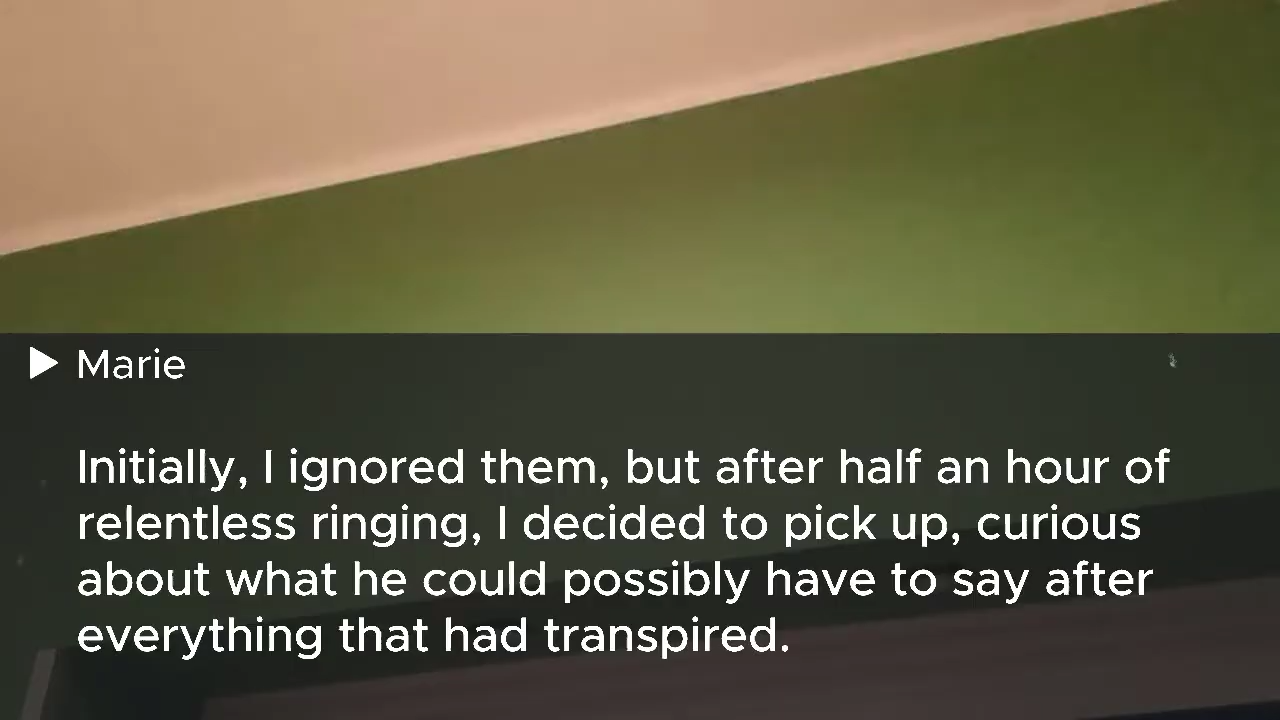 Marie
Initially, I ignored them, but after half an hour of
relentless ringing, I decided to pick up, curious
about what he could possibly have to say after
everything that had transpired.